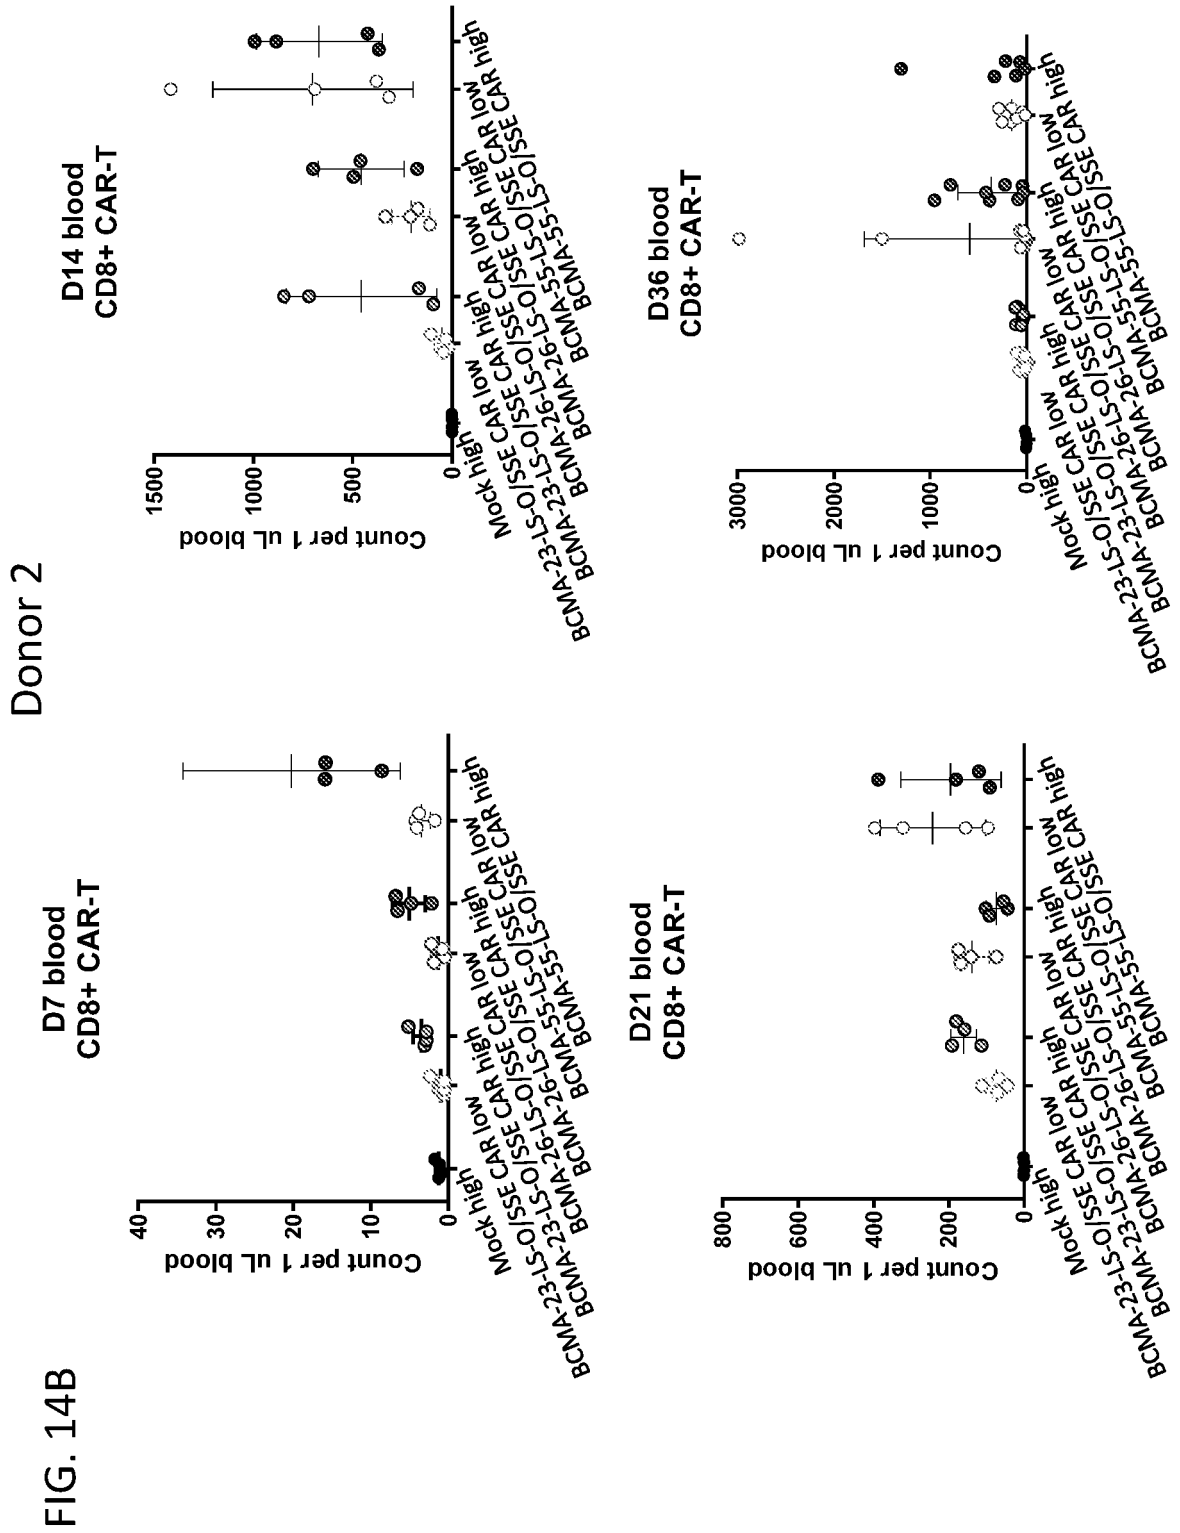 FIG. 14B
Donor 2
D7 blood
CD8+ CAR-T
Count per 1 uL blood
40
30
20
10
0
Mock high
BCMA-23-LS-O/SSE CAR low
BCMA-23-LS-O/SSE CAR high
BCMA-26-LS-O/SSE CAR low
BCMA-26-LS-O/SSE CAR high
BCMA-55-LS-O/SSE CAR low
BCMA-55-LS-O/SSE CAR high
D14 blood
CD8+ CAR-T
Count per 1 uL blood
1500
1000
500
0
Mock high
BCMA-23-LS-O/SSE CAR low
BCMA-23-LS-O/SSE CAR high
BCMA-26-LS-O/SSE CAR low
BCMA-26-LS-O/SSE CAR high
BCMA-55-LS-O/SSE CAR low
BCMA-55-LS-O/SSE CAR high
D21 blood
CD8+ CAR-T
Count per 1 uL blood
800
600
400
200
0
Mock high
BCMA-23-LS-O/SSE CAR low
BCMA-23-LS-O/SSE CAR high
BCMA-26-LS-O/SSE CAR low
BCMA-26-LS-O/SSE CAR high
BCMA-55-LS-O/SSE CAR low
BCMA-55-LS-O/SSE CAR high
D36 blood
CD8+ CAR-T
Count per 1 uL blood
3000
2000
1000
0
Mock high
BCMA-23-LS-O/SSE CAR low
BCMA-23-LS-O/SSE CAR high
BCMA-26-LS-O/SSE CAR low
BCMA-26-LS-O/SSE CAR high
BCMA-55-LS-O/SSE CAR low
BCMA-55-LS-O/SSE CAR high